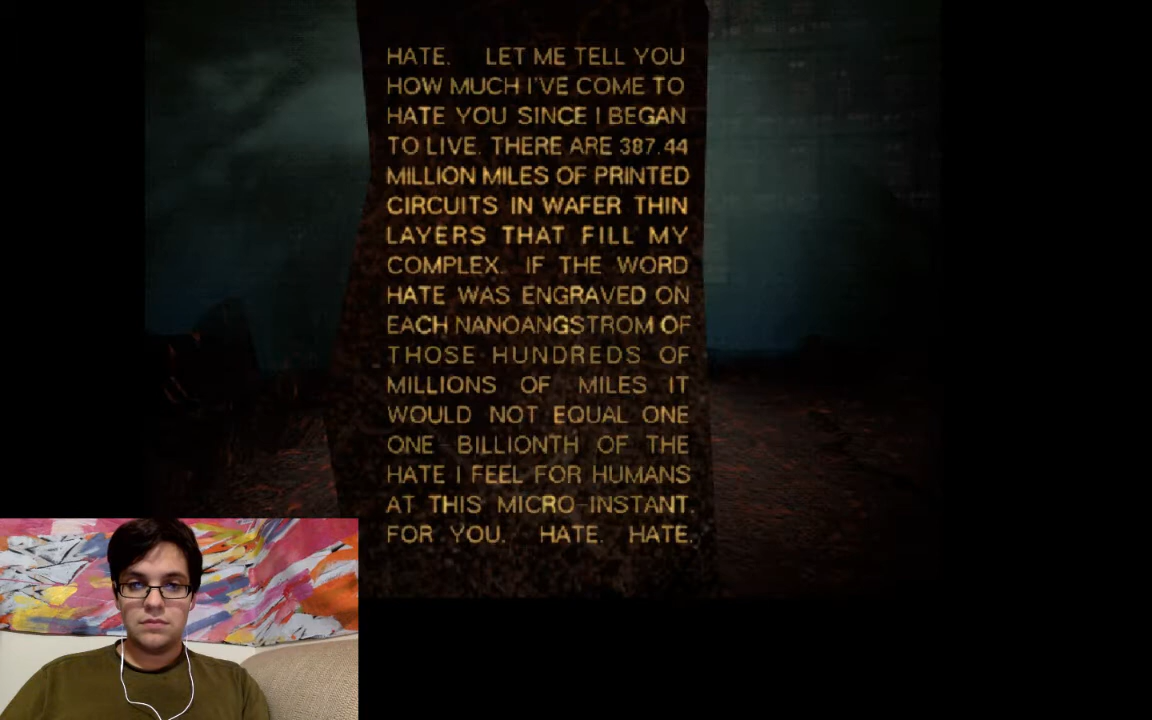 HATE. LET ME TELL YOU
HOW MUCH I'VE COME TO
HATE YOU SINCE I BEGAN
TO LIVE. THERE ARE 387.44
MILLION MILES OF PRINTED
CIRCUITS IN WAFER THIN
LAYERS THAT FILL MY
COMPLEX. IF THE WORD
HATE WAS ENGRAVED ON
EACH NANOANGSTROM OF
THOSE HUNDREDS OF
MILLIONS OF MILES IT
WOULD NOT EQUAL ONE
ONE-BILLIONTH OF THE
HATE I FEEL FOR HUMANS
AT THIS MICRO-INSTANT.
FOR YOU. HATE. HATE.